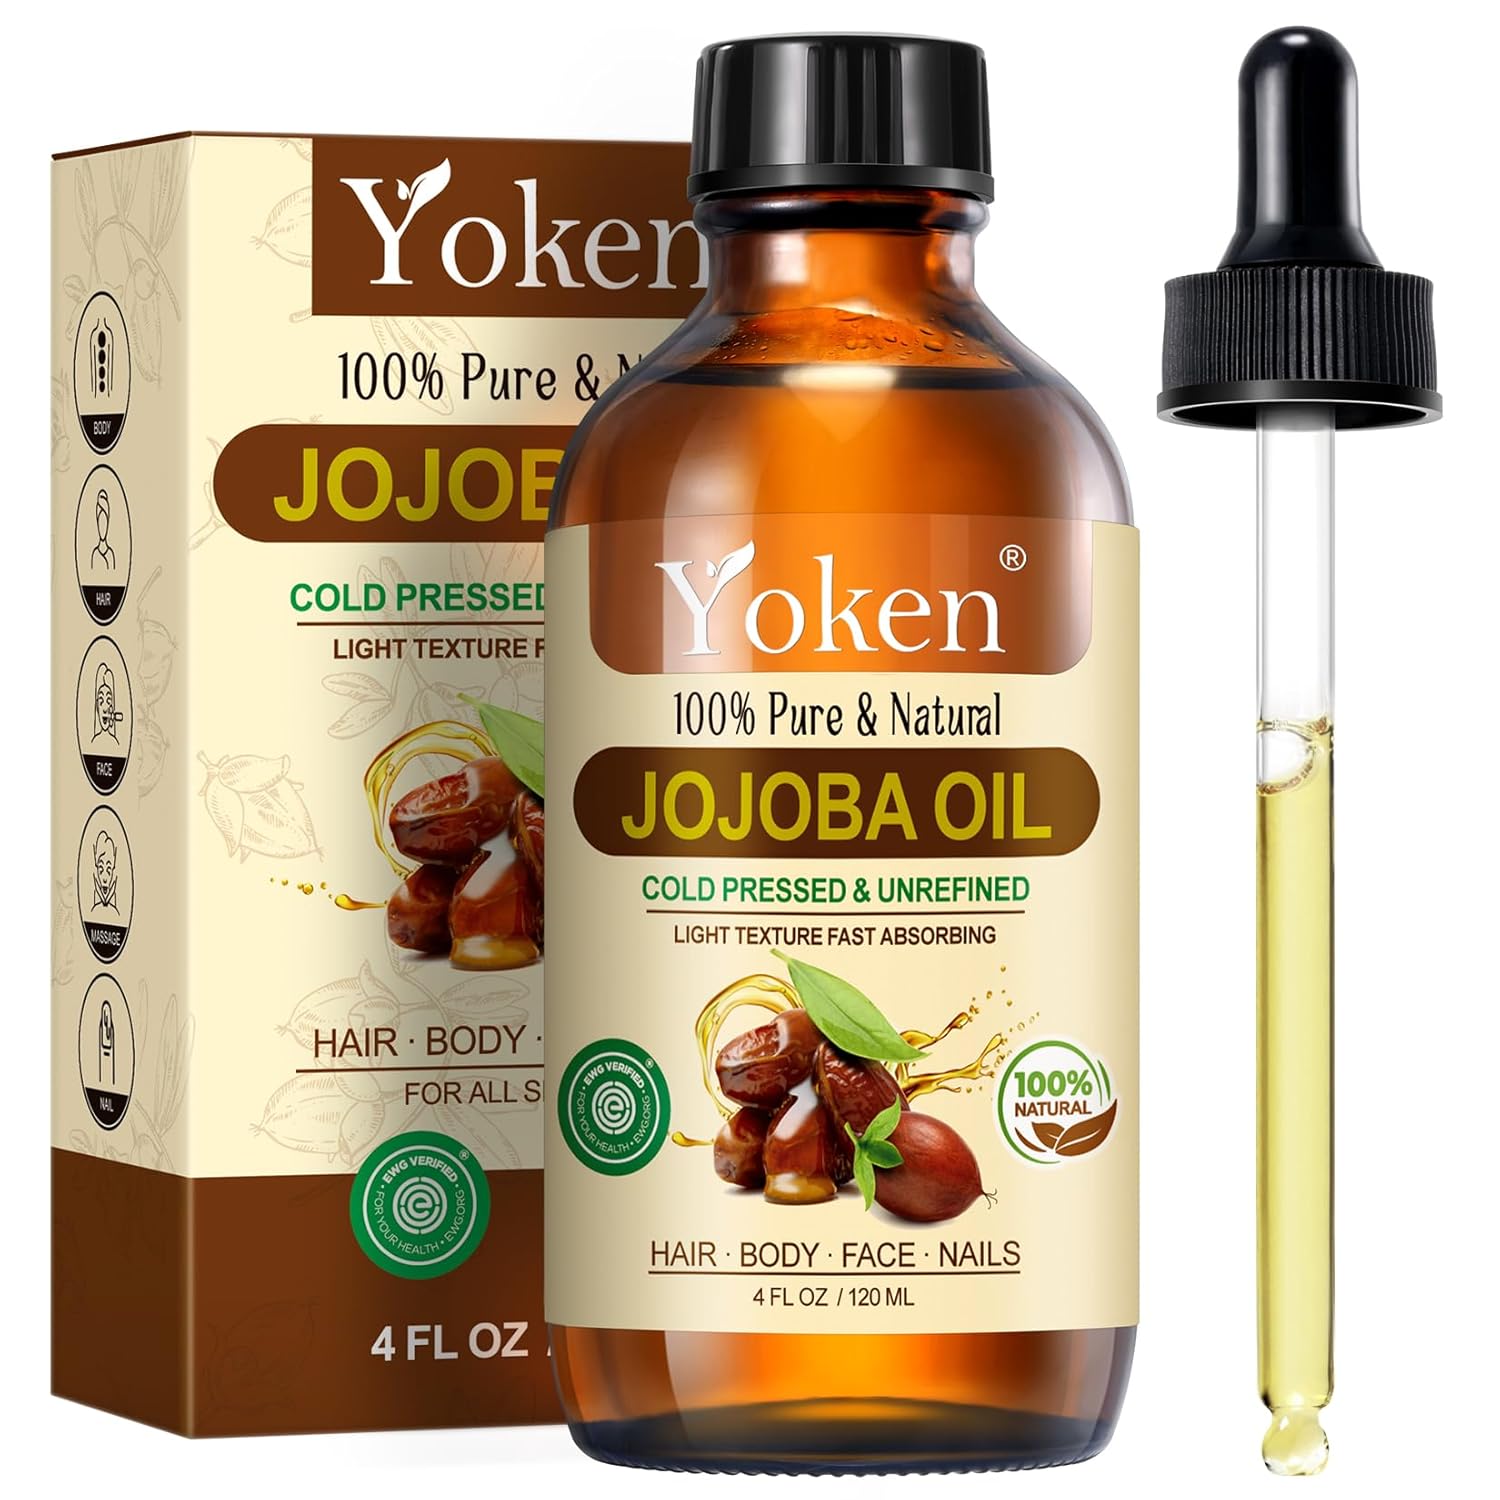 Yoken
100% Pure &
JOJOB
COLD PRESSED
LIGHT TEXTURE
HAIR · BODY ·
FOR ALL
EWG VERIFIED®
· FOR YOUR HEALTH · EWG.ORG
4 FL OZ
BODY
HAIR
FACE
MASSAGE
NAIL
Yoken®
100% Pure & Natural
JOJOBA OIL
COLD PRESSED & UNREFINED
LIGHT TEXTURE FAST ABSORBING
EWG VERIFIED®
· FOR YOUR HEALTH · EWG.ORG
100%
NATURAL
HAIR · BODY · FACE · NAILS
4 FL OZ / 120 ML